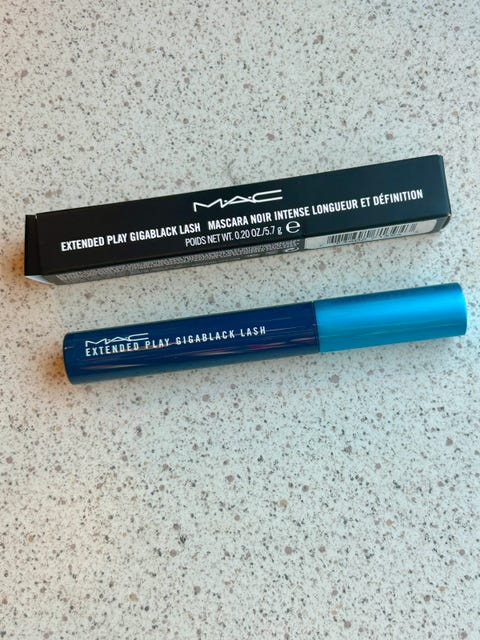 MAC
EXTENDED PLAY GIGABLACK LASH MASCARA NOIR INTENSE LONGUEUR ET DÉFINITION
POIDS NET WT. 0.20 OZ/5.7 g ℮
MAC
EXTENDED PLAY GIGABLACK LASH